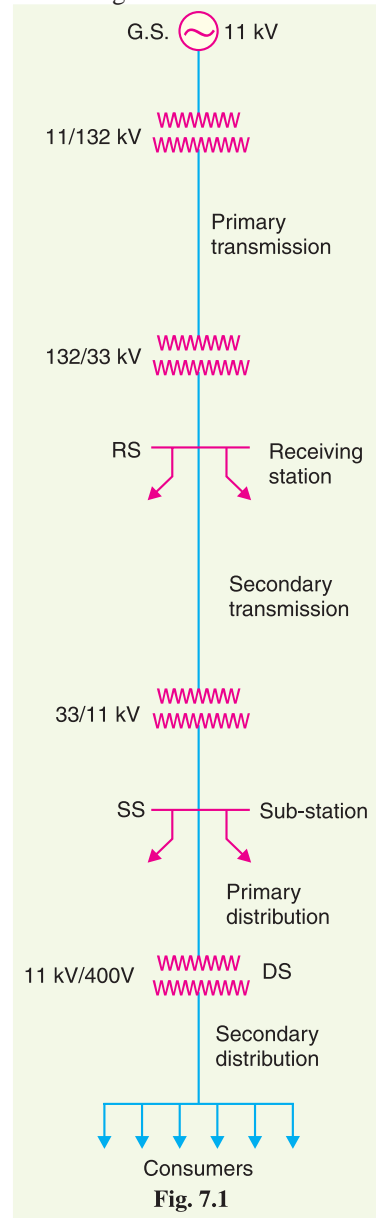 G.S. 11 kV
11/132 kV
Primary
transmission
132/33 kV
RS Receiving
station
Secondary
transmission
33/11 kV
SS Sub-station
Primary
distribution
11 kV/400V DS
Secondary
distribution
Consumers
Fig. 7.1